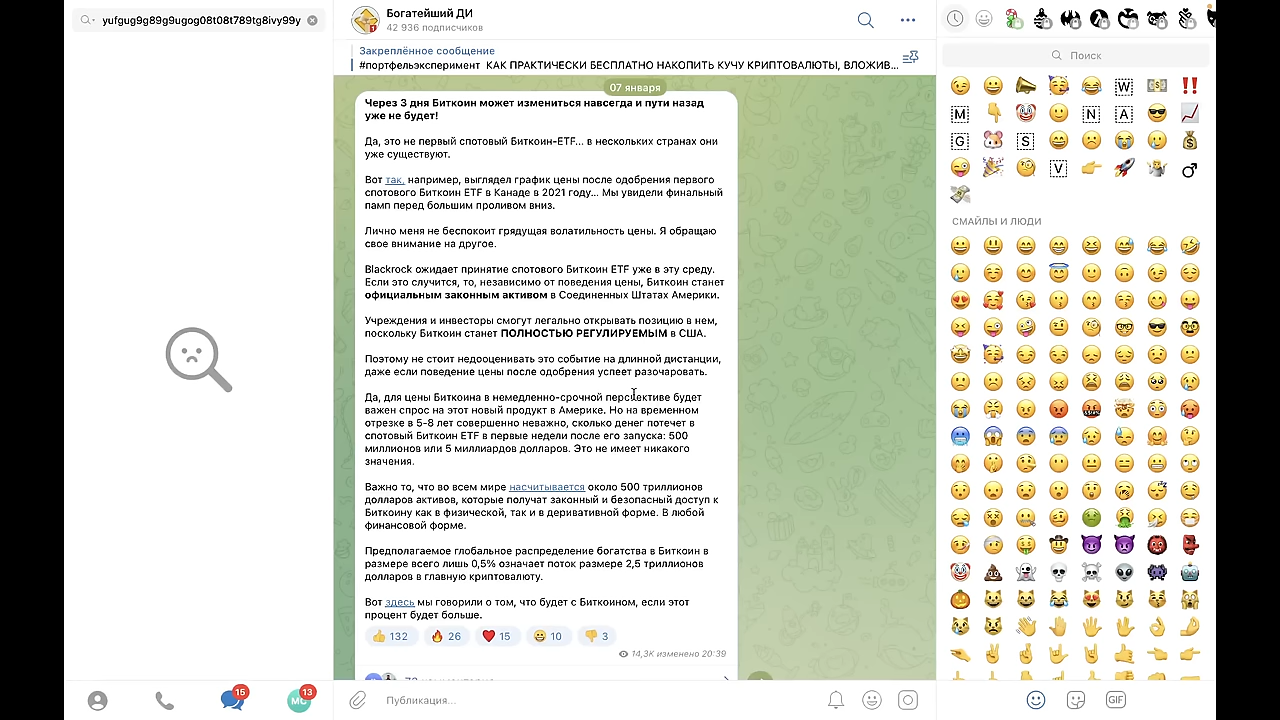 yufgug9g89g9ugog08t08t789tg8ivy99y
Богатейший ДИ
42 936 подписчиков
Закреплённое сообщение
#портфельэксперимент КАК ПРАКТИЧЕСКИ БЕСПЛАТНО НАКОПИТЬ КУЧУ КРИПТОВАЛЮТЫ, ВЛОЖИВ...
07 января
Через 3 дня Биткоин может измениться навсегда и пути назад
уже не будет!
Да, это не первый спотовый Биткоин-ETF... в нескольких странах они
уже существуют.
Вот так, например, выглядел график цены после одобрения первого
спотового Биткоин ETF в Канаде в 2021 году... Мы увидели финальный
памп перед большим проливом вниз.
Лично меня не беспокоит грядущая волатильность цены. Я обращаю
свое внимание на другое.
Blackrock ожидает принятие спотового Биткоин ETF уже в эту среду.
Если это случится, то, независимо от поведения цены, Биткоин станет
официальным законным активом в Соединенных Штатах Америки.
Учреждения и инвесторы смогут легально открывать позицию в нем,
поскольку Биткоин станет ПОЛНОСТЬЮ РЕГУЛИРУЕМЫМ в США.
Поэтому не стоит недооценивать это событие на длинной дистанции,
даже если поведение цены после одобрения успеет разочаровать.
Да, для цены Биткоина в немедленно-срочной перспективе будет
важен спрос на этот новый продукт в Америке. Но на временном
отрезке в 5-8 лет совершенно неважно, сколько денег потечет в
спотовый Биткоин ETF в первые недели после его запуска: 500
миллионов или 5 миллиардов долларов. Это не имеет никакого
значения.
Важно то, что во всем мире насчитывается около 500 триллионов
долларов активов, которые получат законный и безопасный доступ к
Биткоину как в физической, так и в деривативной форме. В любой
финансовой форме.
Предполагаемое глобальное распределение богатства в Биткоин в
размере всего лишь 0,5% означает поток размере 2,5 триллионов
долларов в главную криптовалюту.
Вот здесь мы говорили о том, что будет с Биткоином, если этот
процент будет больше.
132 26 15 10 3
14,3K изменено 20:39
Публикация...
15
13
Поиск
W
M N A
G S
V
СМАЙЛЫ И ЛЮДИ
GIF